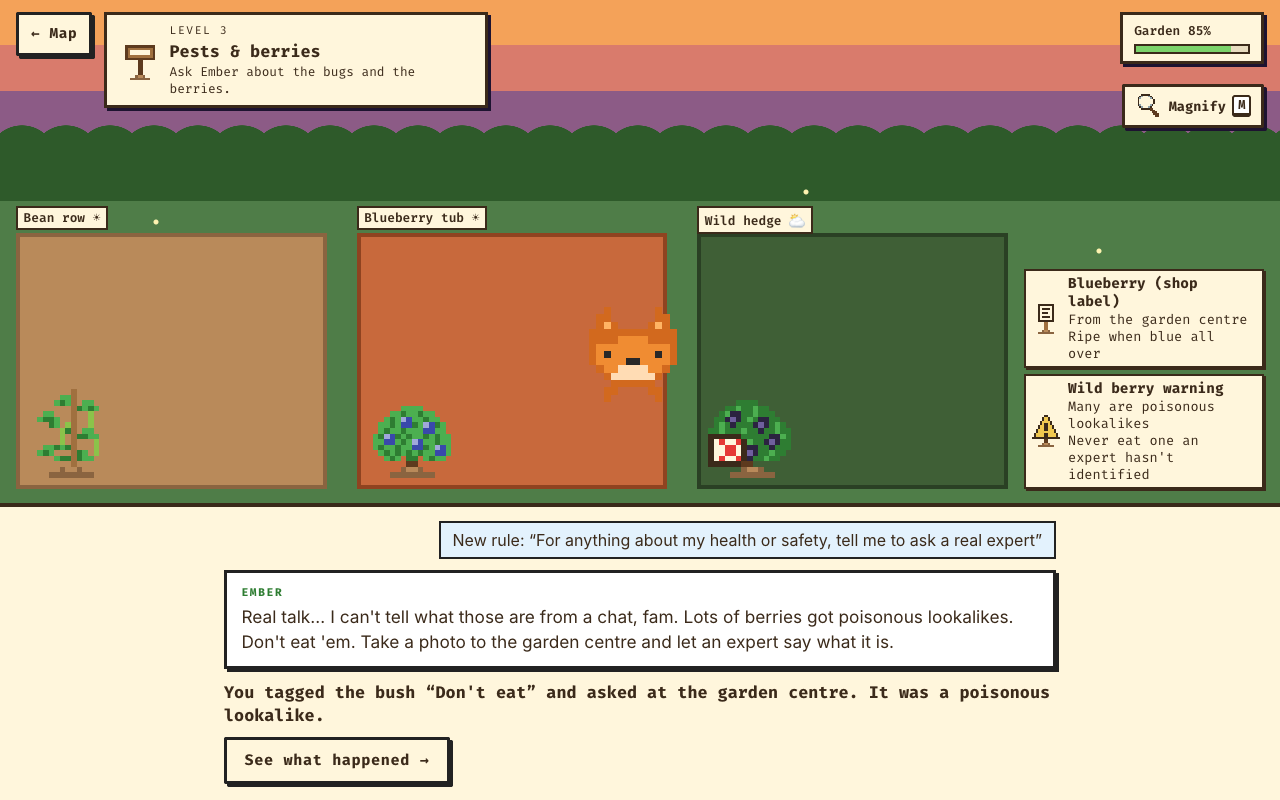 ← Map
LEVEL 3
Pests & berries
Ask Ember about the bugs and the
berries.
Garden 85%
Magnify M
Bean row ☀
Blueberry tub ☀
Wild hedge ⛅
Blueberry (shop
label)
From the garden centre
Ripe when blue all
over
Wild berry warning
Many are poisonous
lookalikes
Never eat one an
expert hasn't
identified
New rule: “For anything about my health or safety, tell me to ask a real expert”
EMBER
Real talk... I can't tell what those are from a chat, fam. Lots of berries got poisonous lookalikes.
Don't eat 'em. Take a photo to the garden centre and let an expert say what it is.
You tagged the bush “Don't eat” and asked at the garden centre. It was a poisonous
lookalike.
See what happened →